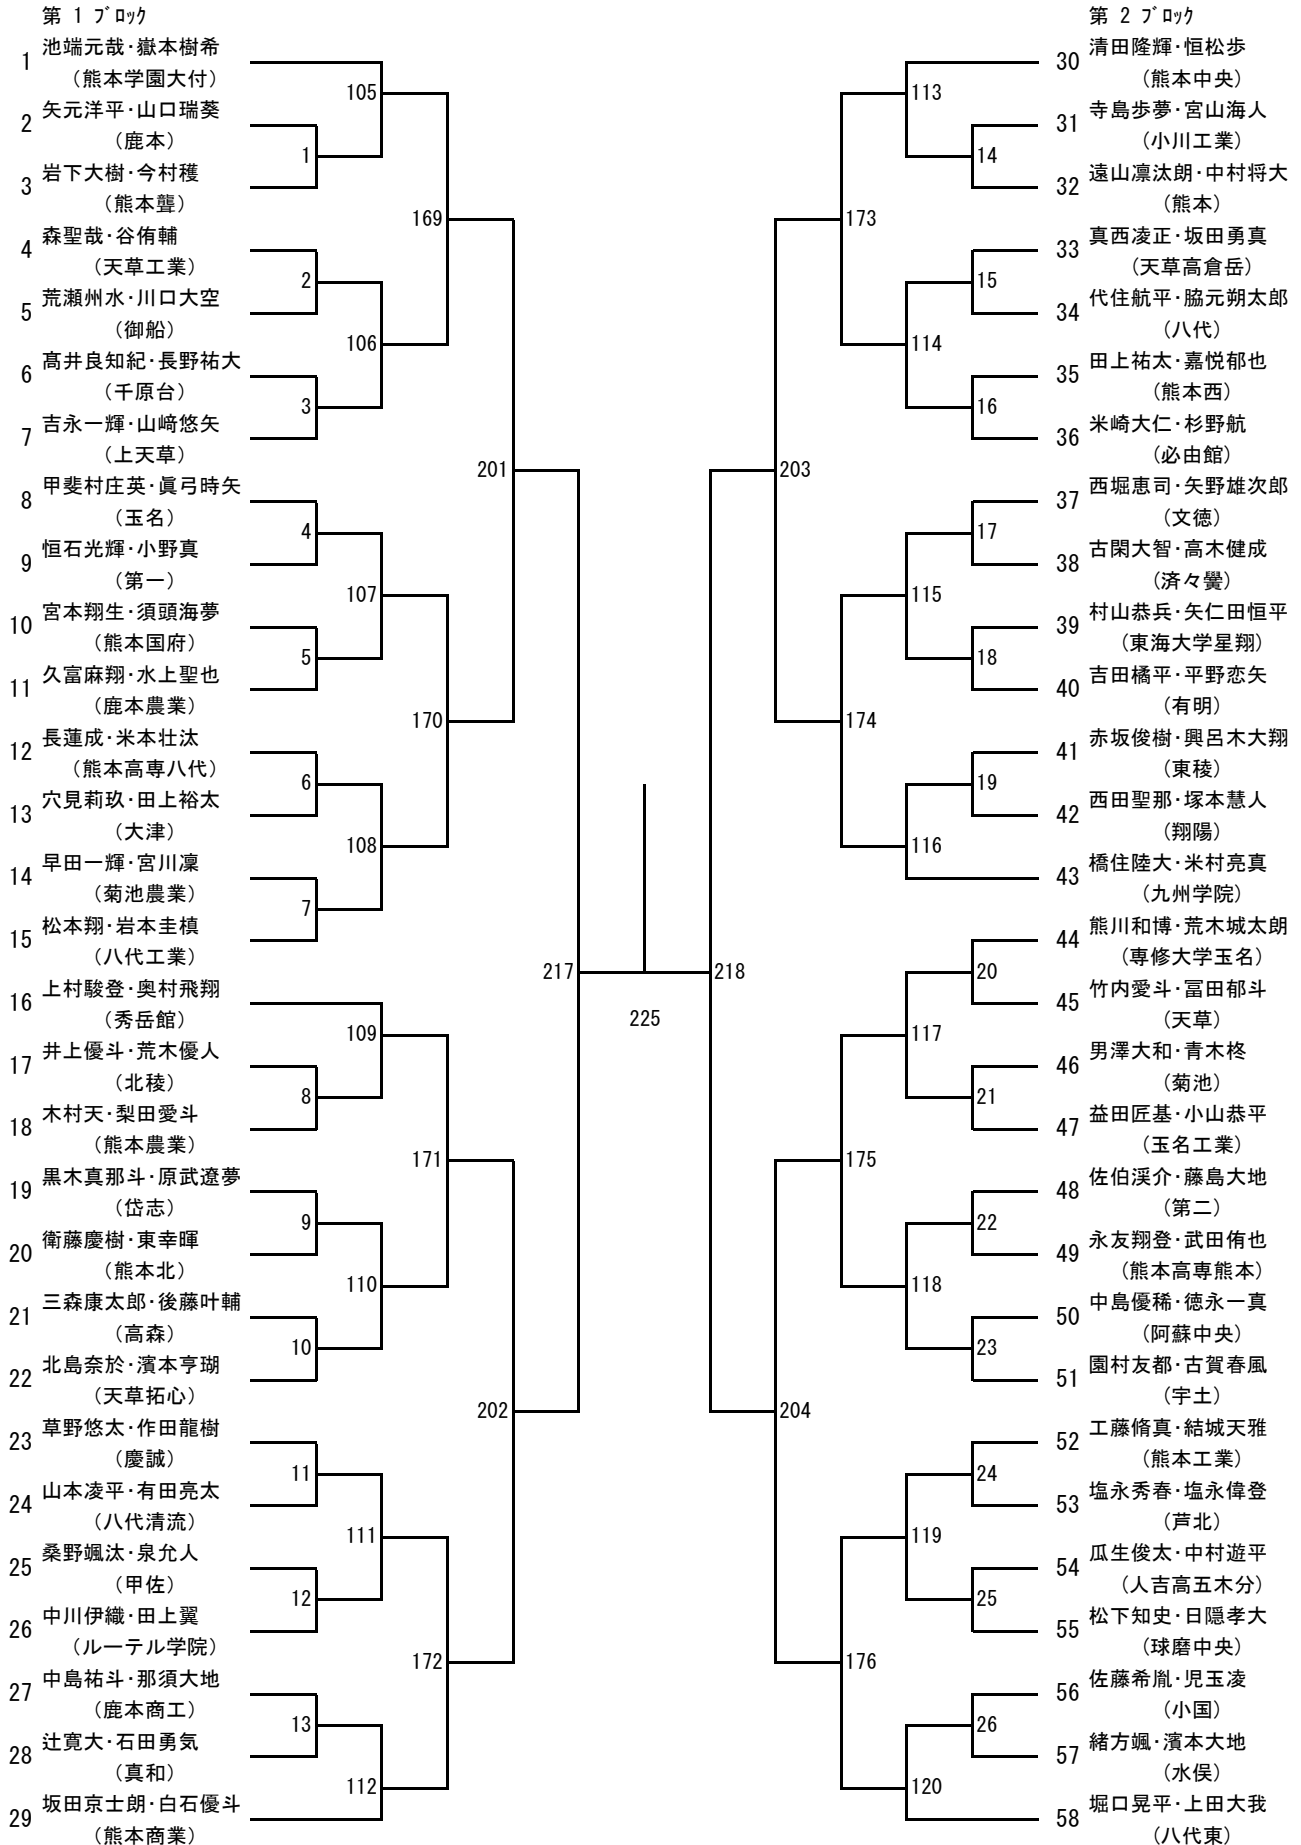 第 1 ブロック
1 池端元哉・嶽本樹希
（熊本学園大付）
2 矢元洋平・山口瑞葵
（鹿本）
3 岩下大樹・今村穫
（熊本聾）
4 森聖哉・谷侑輔
（天草工業）
5 荒瀬州水・川口大空
（御船）
6 髙井良知紀・長野祐大
（千原台）
7 吉永一輝・山﨑悠矢
（上天草）
8 甲斐村庄英・眞弓時矢
（玉名）
9 恒石光輝・小野真
（第一）
10 宮本翔生・須頭海夢
（熊本国府）
11 久富麻翔・水上聖也
（鹿本農業）
12 長蓮成・米本壮汰
（熊本高専八代）
13 穴見莉玖・田上裕太
（大津）
14 早田一輝・宮川凜
（菊池農業）
15 松本翔・岩本圭槙
（八代工業）
16 上村駿登・奥村飛翔
（秀岳館）
17 井上優斗・荒木優人
（北稜）
18 木村天・梨田愛斗
（熊本農業）
19 黒木真那斗・原武遼夢
（岱志）
20 衛藤慶樹・東幸暉
（熊本北）
21 三森康太郎・後藤叶輔
（高森）
22 北島奈於・濱本亨瑚
（天草拓心）
23 草野悠太・作田龍樹
（慶誠）
24 山本凌平・有田亮太
（八代清流）
25 桑野颯汰・泉允人
（甲佐）
26 中川伊織・田上翼
（ルーテル学院）
27 中島祐斗・那須大地
（鹿本商工）
28 辻寛大・石田勇気
（真和）
29 坂田京士朗・白石優斗
（熊本商業）
1
2
3
4
5
6
7
8
9
10
11
12
13
105
106
107
108
109
110
111
112
169
170
171
172
201
202
217
225
218
203
204
173
174
175
176
113
114
115
116
117
118
119
120
14
15
16
17
18
19
20
21
22
23
24
25
26
第 2 ブロック
30 清田隆輝・恒松歩
（熊本中央）
31 寺島歩夢・宮山海人
（小川工業）
32 遠山凛汰朗・中村将大
（熊本）
33 真西凌正・坂田勇真
（天草高倉岳）
34 代住航平・脇元朔太郎
（八代）
35 田上祐太・嘉悦郁也
（熊本西）
36 米崎大仁・杉野航
（必由館）
37 西堀恵司・矢野雄次郎
（文徳）
38 古閑大智・高木健成
（済々黌）
39 村山恭兵・矢仁田恒平
（東海大学星翔）
40 吉田橘平・平野恋矢
（有明）
41 赤坂俊樹・興呂木大翔
（東稜）
42 西田聖那・塚本慧人
（翔陽）
43 橋住陸大・米村亮真
（九州学院）
44 熊川和博・荒木城太朗
（専修大学玉名）
45 竹内愛斗・冨田郁斗
（天草）
46 男澤大和・青木柊
（菊池）
47 益田匠基・小山恭平
（玉名工業）
48 佐伯渓介・藤島大地
（第二）
49 永友翔登・武田侑也
（熊本高専熊本）
50 中島優稀・徳永一真
（阿蘇中央）
51 園村友都・古賀春風
（宇土）
52 工藤脩真・結城天雅
（熊本工業）
53 塩永秀春・塩永偉登
（芦北）
54 瓜生俊太・中村遊平
（人吉高五木分）
55 松下知史・日隠孝大
（球磨中央）
56 佐藤希胤・児玉凌
（小国）
57 緒方颯・濱本大地
（水俣）
58 堀口晃平・上田大我
（八代東）